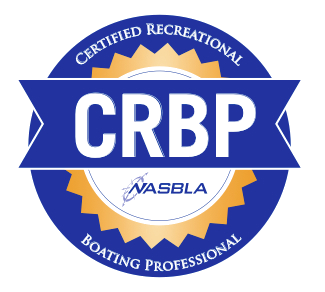 Certified Recreational
CRBP
NASBLA
Boating Professional